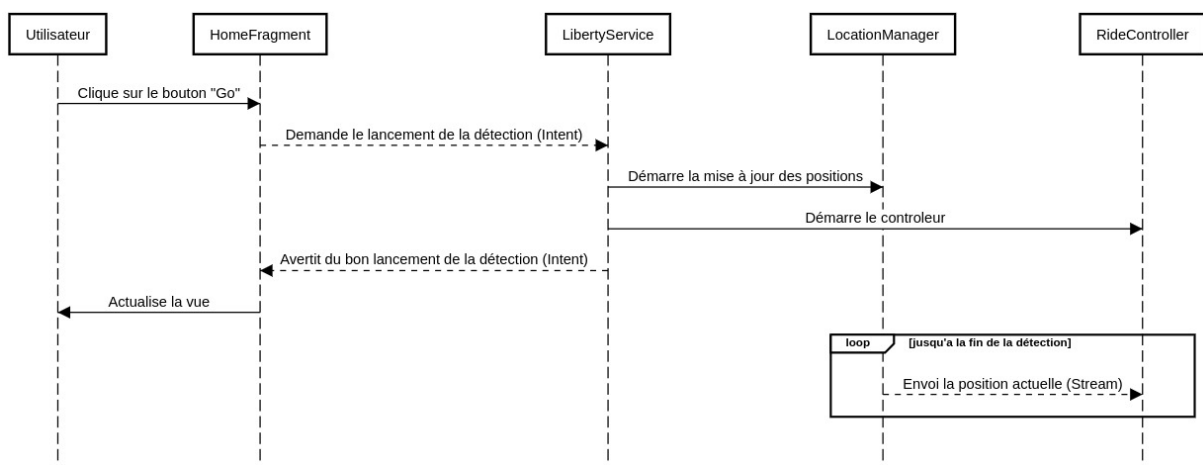 Utilisateur
HomeFragment
LibertyService
LocationManager
RideController
Clique sur le bouton "Go"
Demande le lancement de la détection (Intent)
Démarre la mise à jour des positions
Démarre le controleur
Avertit du bon lancement de la détection (Intent)
Actualise la vue
loop [jusqu'a la fin de la détection]
Envoi la position actuelle (Stream)